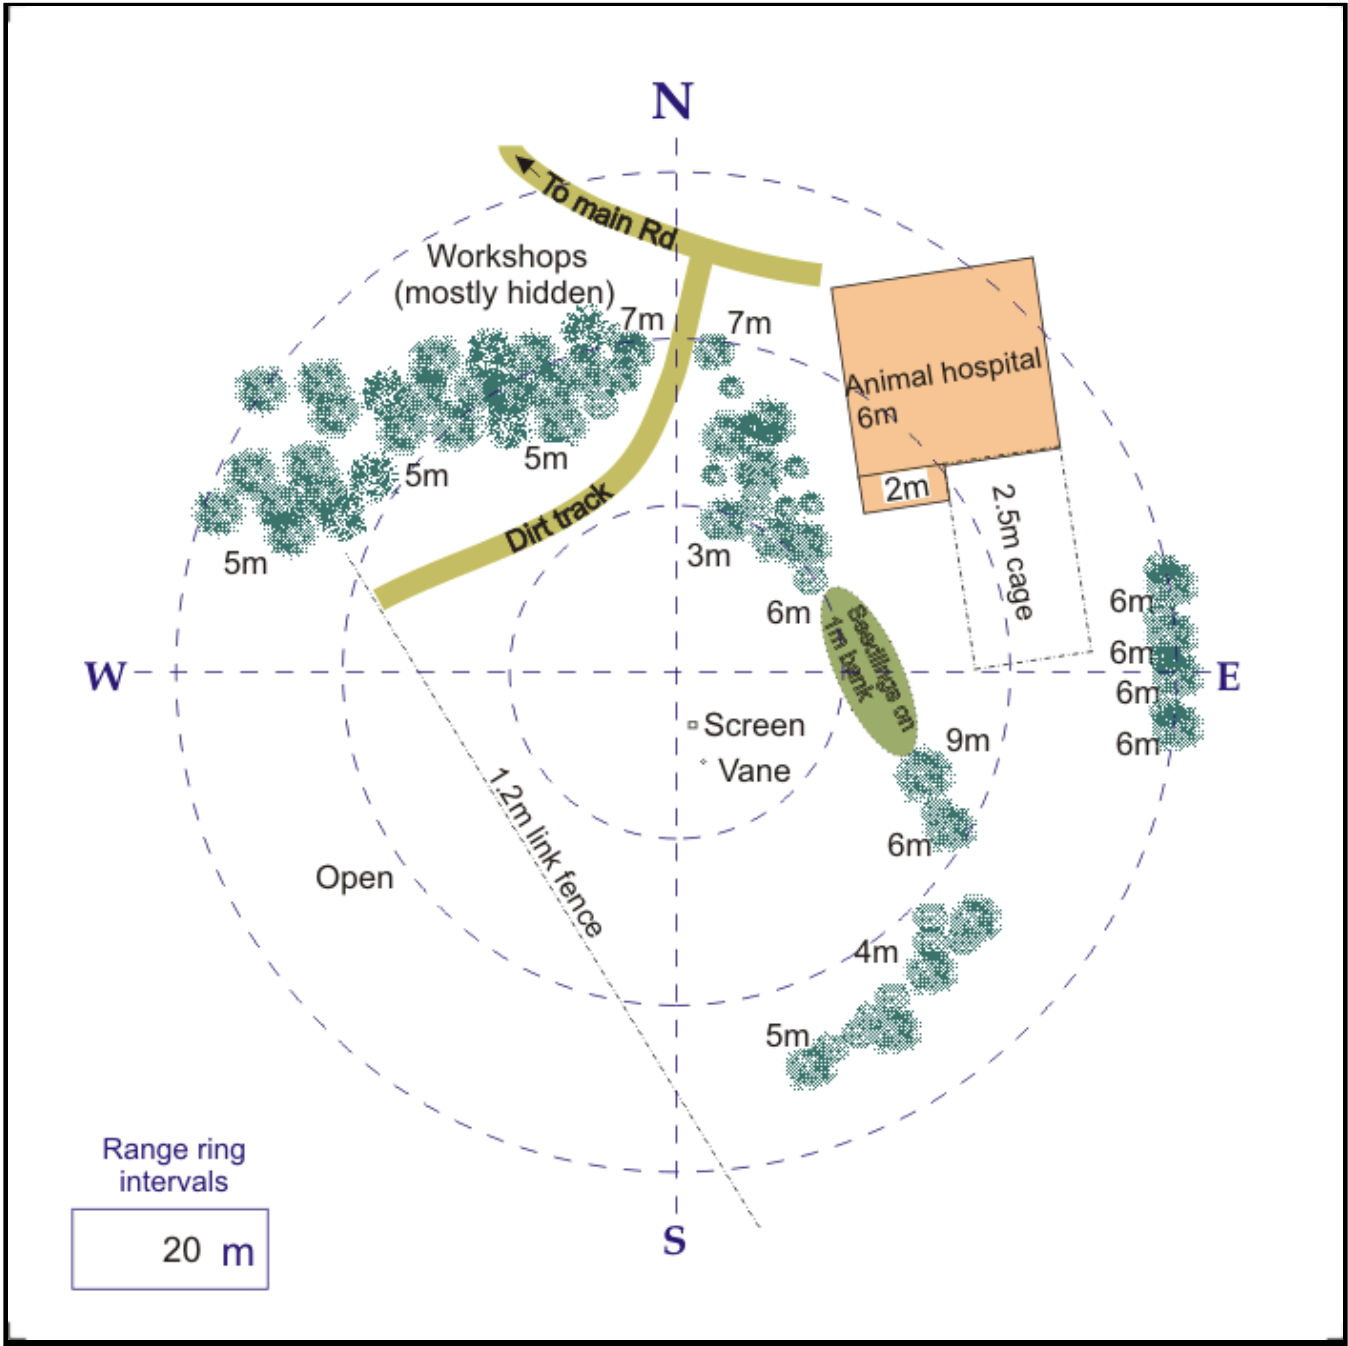 N
To main Rd
Workshops
(mostly hidden)
7m
7m
Animal hospital
6m
5m
5m
2m
Dirt track
2.5m cage
3m
5m
6m
6m
Seedlings on
1m bank
6m
W
E
6m
Screen
9m
6m
Vane
1.2m link fence
6m
Open
4m
5m
Range ring
intervals
20 m
S